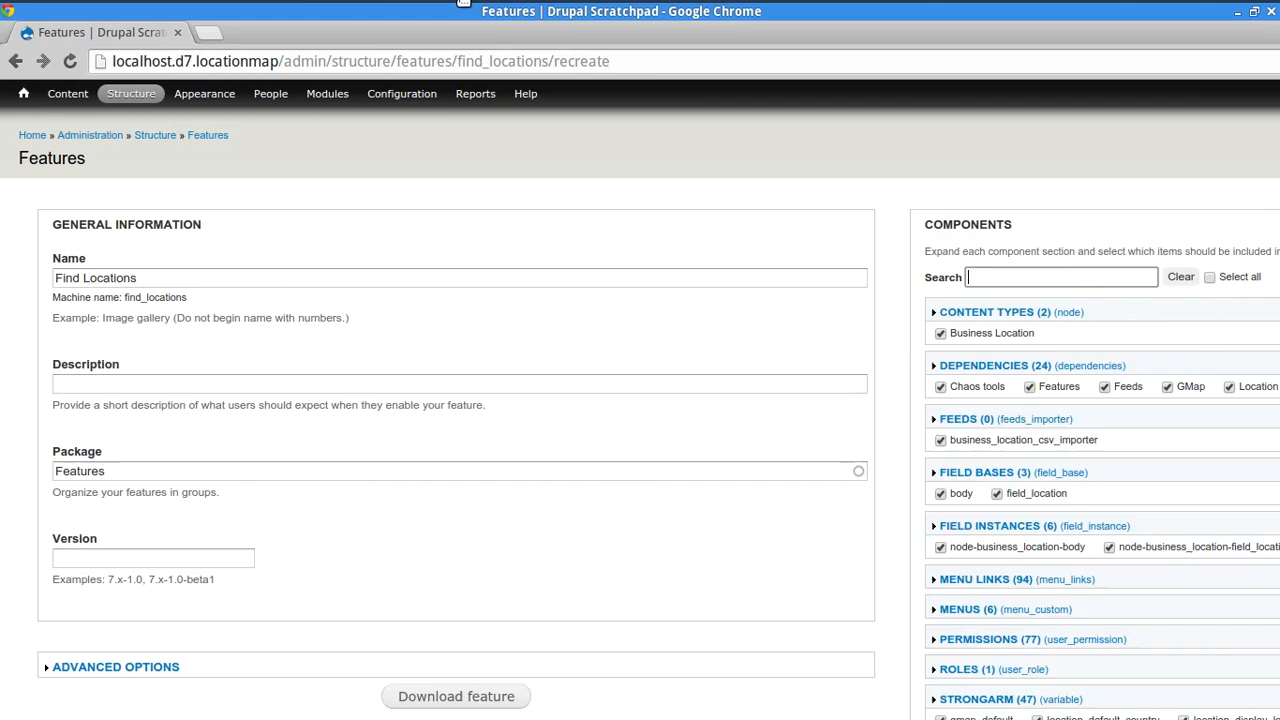 Features | Drupal Scratchpad - Google Chrome
Features | Drupal Scrat
localhost.d7.locationmap/admin/structure/features/find_locations/recreate
Content Structure Appearance People Modules Configuration Reports Help
Home » Administration » Structure » Features
Features
GENERAL INFORMATION
Name
Find Locations
Machine name: find_locations
Example: Image gallery (Do not begin name with numbers.)
Description
Provide a short description of what users should expect when they enable your feature.
Package
Features
Organize your features in groups.
Version
Examples: 7.x-1.0, 7.x-1.0-beta1
ADVANCED OPTIONS
Download feature
COMPONENTS
Expand each component section and select which items should be included in
Search Clear Select all
CONTENT TYPES (2) (node)
Business Location
DEPENDENCIES (24) (dependencies)
Chaos tools Features Feeds GMap Location
FEEDS (0) (feeds_importer)
business_location_csv_importer
FIELD BASES (3) (field_base)
body field_location
FIELD INSTANCES (6) (field_instance)
node-business_location-body node-business_location-field_locati
MENU LINKS (94) (menu_links)
MENUS (6) (menu_custom)
PERMISSIONS (77) (user_permission)
ROLES (1) (user_role)
STRONGARM (47) (variable)
gmap_default location_default_country